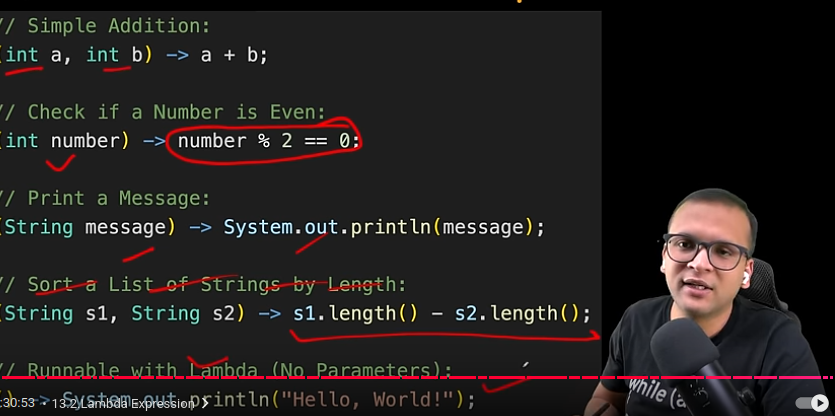 // Simple Addition:
(int a, int b) -> a + b;
// Check if a Number is Even:
(int number) -> number % 2 == 0;
// Print a Message:
(String message) -> System.out.println(message);
// Sort a List of Strings by Length:
(String s1, String s2) -> s1.length() - s2.length();
// Runnable with Lambda (No Parameters):
) -> System.out.println("Hello, World!");
:30:53 • 13.2 Lambda Expression >
while (a